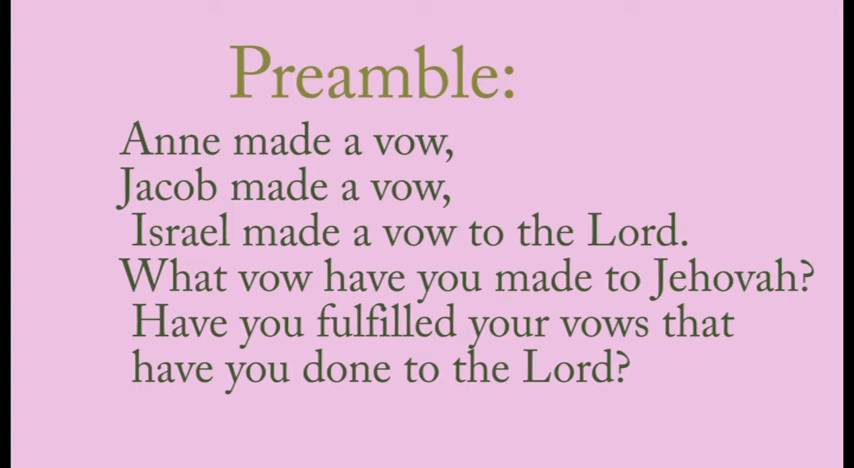 Preamble:
Anne made a vow,
Jacob made a vow,
Israel made a vow to the Lord.
What vow have you made to Jehovah?
Have you fulfilled your vows that
have you done to the Lord?